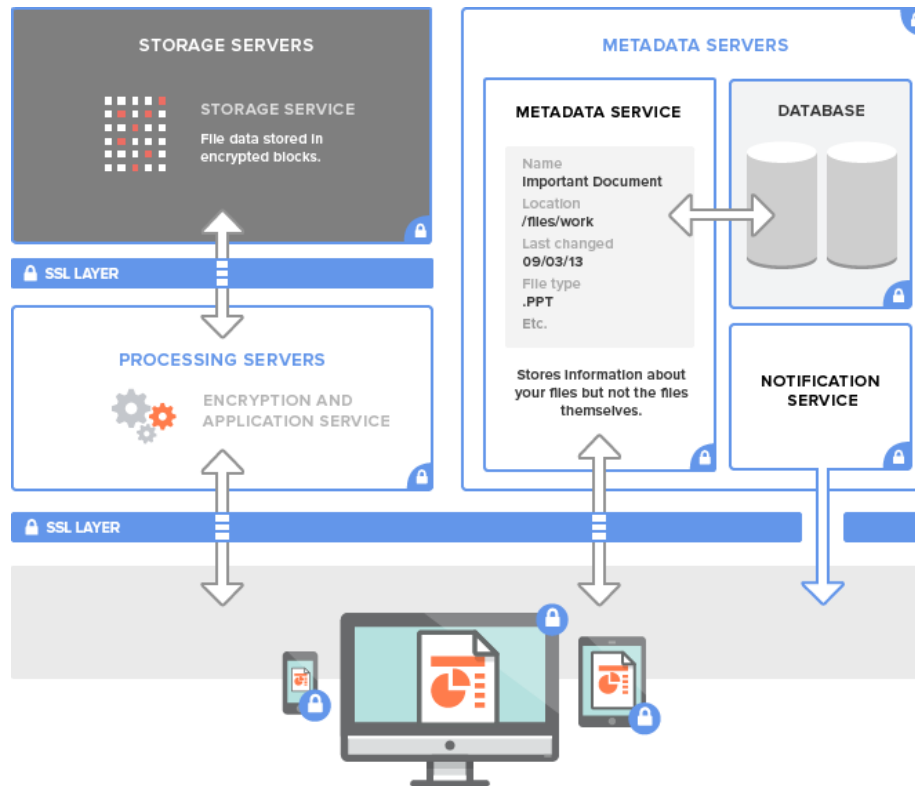 STORAGE SERVERS
STORAGE SERVICE
File data stored in
encrypted blocks.
SSL LAYER
PROCESSING SERVERS
ENCRYPTION AND
APPLICATION SERVICE
METADATA SERVERS
METADATA SERVICE
Name
Important Document
Location
/files/work
Last changed
09/03/13
File type
.PPT
Etc.
Stores information about
your files but not the files
themselves.
DATABASE
NOTIFICATION
SERVICE
SSL LAYER